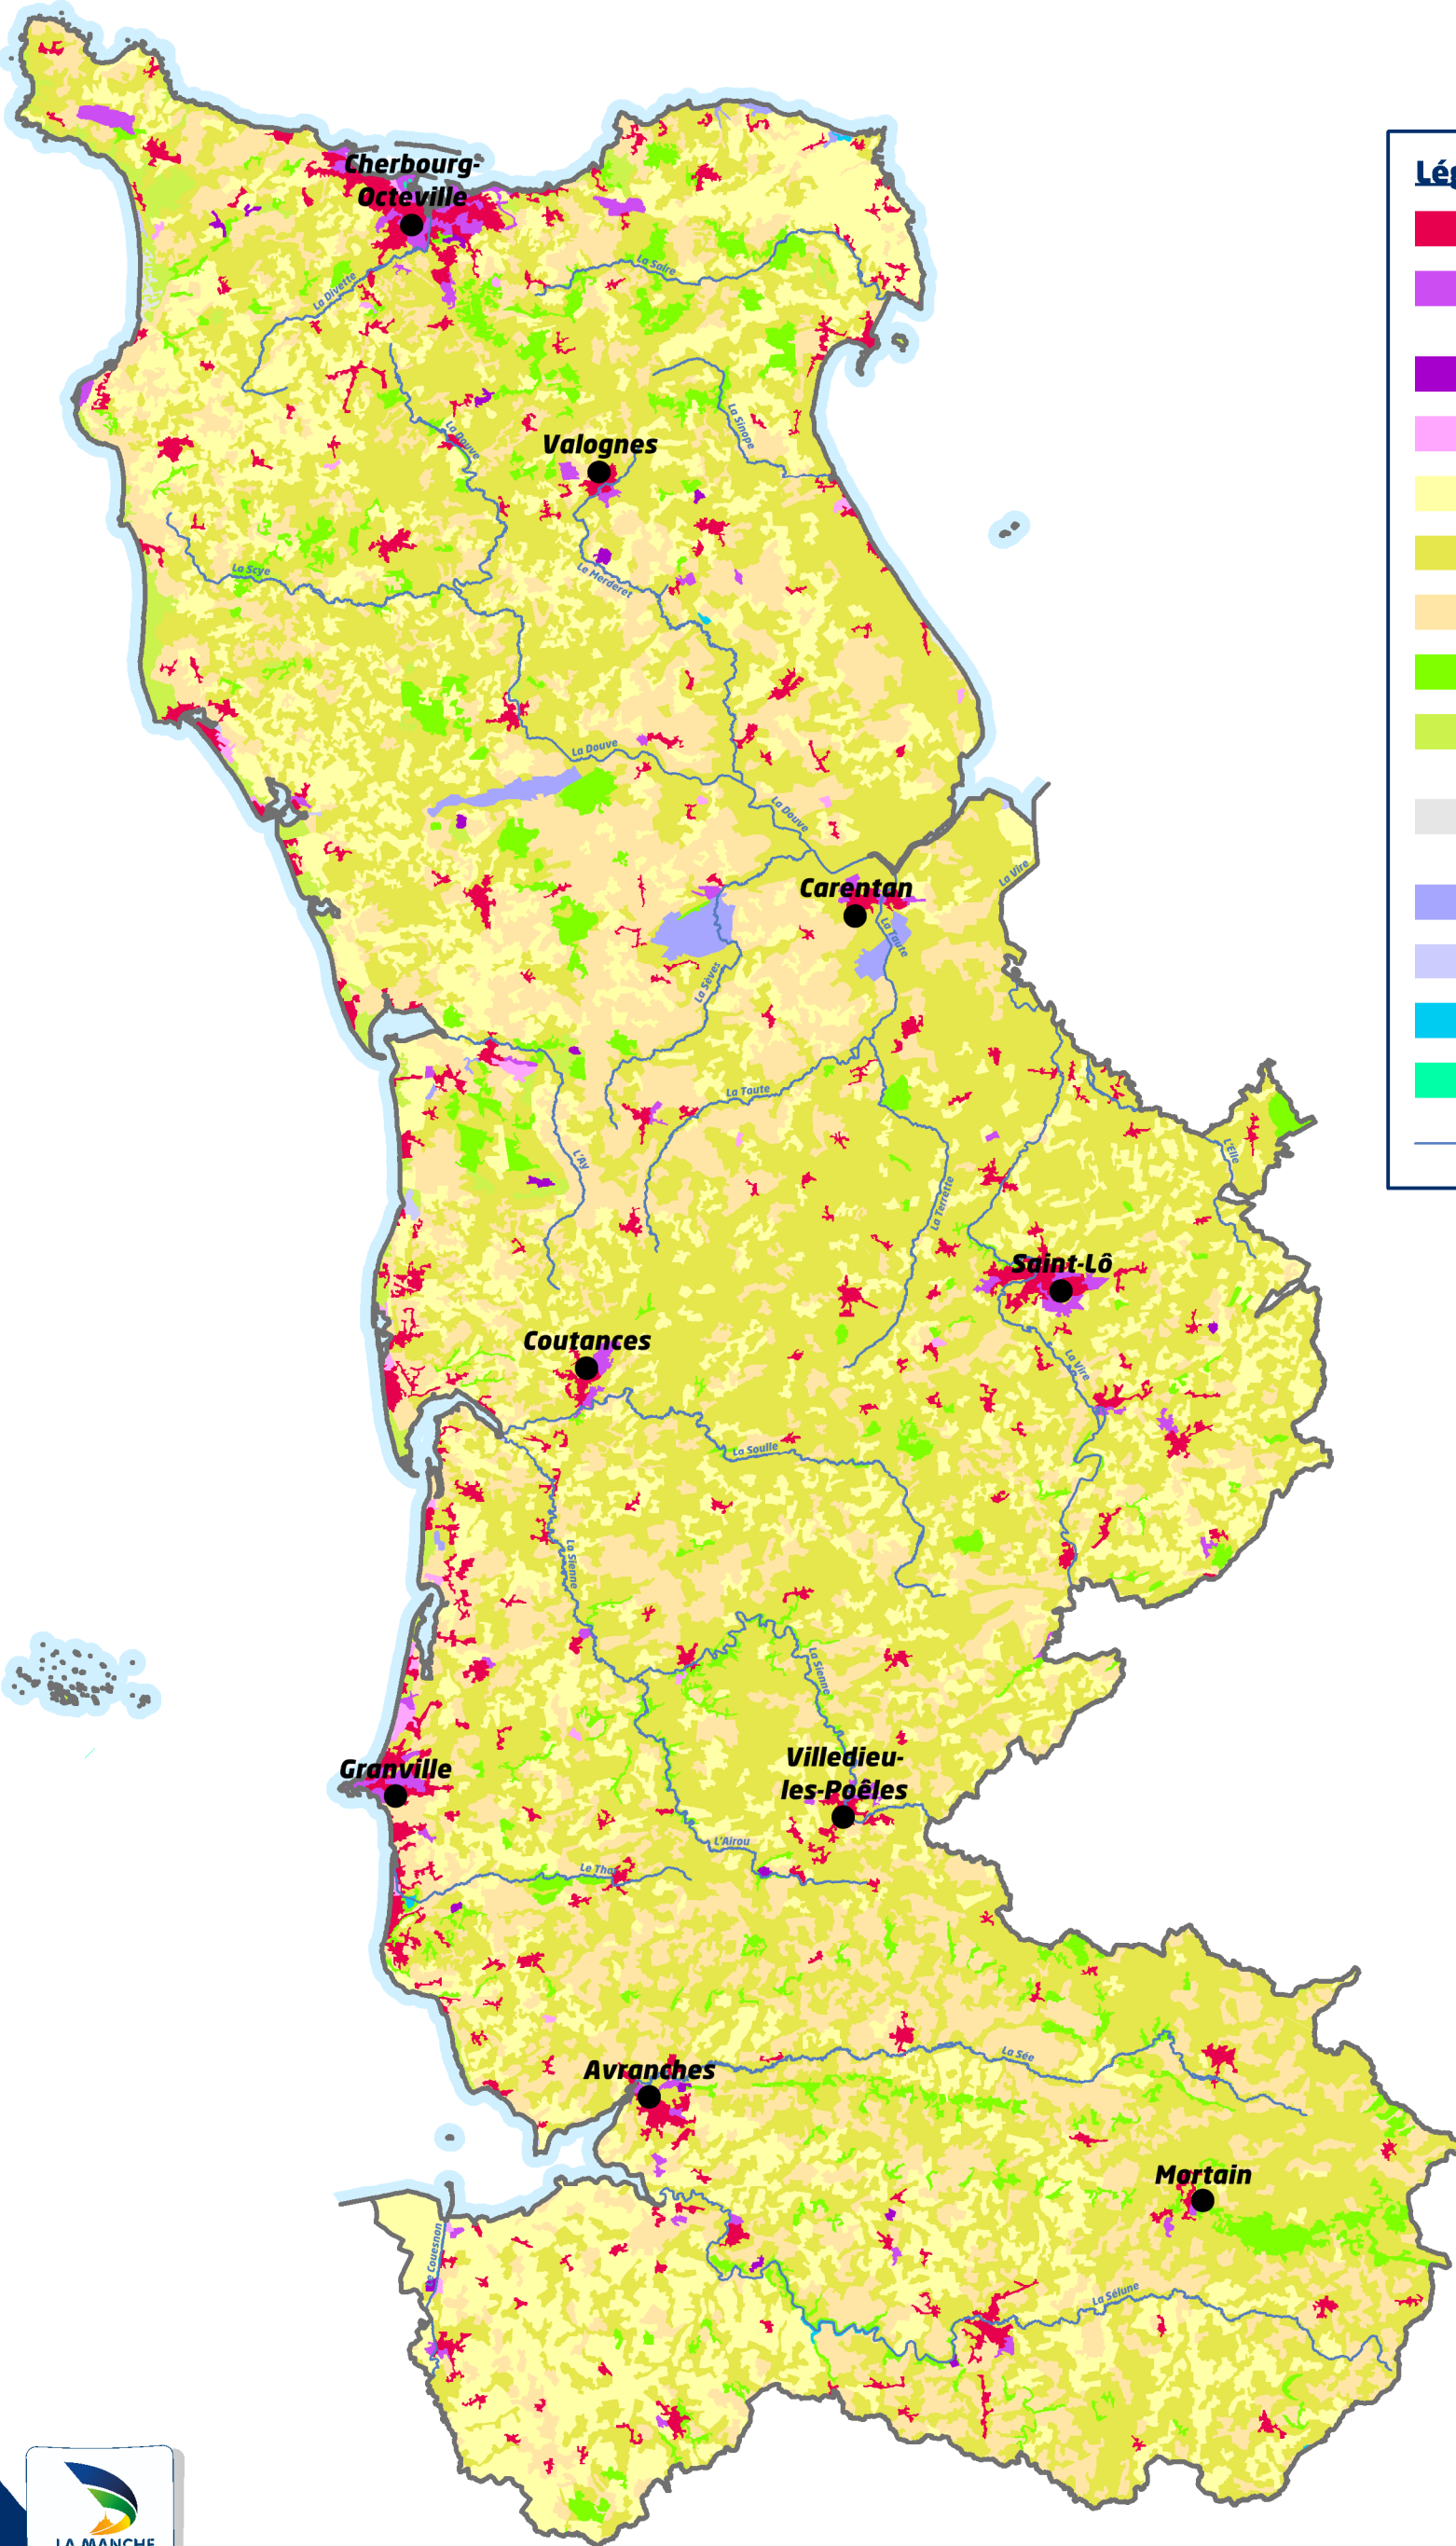 Cherbourg-
Octeville
Lé
La Saire
La Divette
La Sinope
La Douve
Valognes
La Scye
Le Merderet
La Douve
La Douve
La Vire
Carentan
La Taute
La Sèves
La Taute
L'Elle
L'Ay
La Terrette
Saint-Lô
Coutances
La Vire
La Soulle
La Sienne
La Sienne
Villedieu-
les-Poêles
Granville
L'Airou
Le Thar
La Sée
Avranches
Mortain
Le Couesnon
La Sélune
LA MANCHE